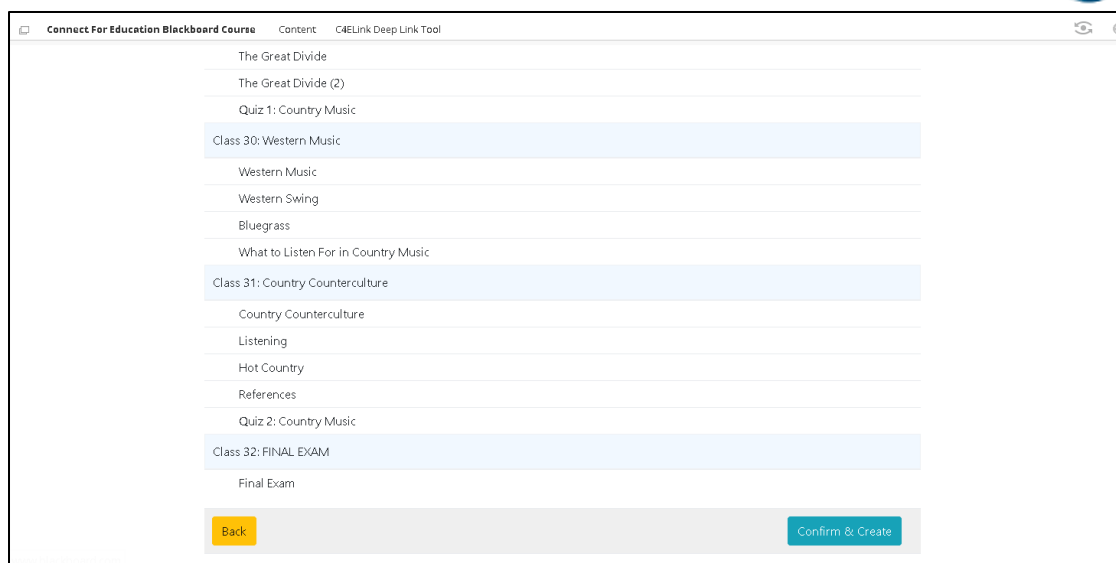 Connect For Education Blackboard Course Content C4ELink Deep Link Tool
The Great Divide
The Great Divide (2)
Quiz 1: Country Music
Class 30: Western Music
Western Music
Western Swing
Bluegrass
What to Listen For in Country Music
Class 31: Country Counterculture
Country Counterculture
Listening
Hot Country
References
Quiz 2: Country Music
Class 32: FINAL EXAM
Final Exam
Back Confirm & Create